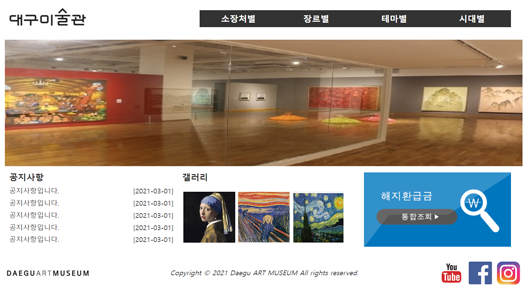 대구미술관
소장처별 장르별 테마별 시대별
공지사항
공지사항입니다. [2021-03-01]
공지사항입니다. [2021-03-01]
공지사항입니다. [2021-03-01]
공지사항입니다. [2021-03-01]
공지사항입니다. [2021-03-01]
갤러리
해지환급금
통합조회 ▶
W
DAEGUARTMUSEUM
Copyright © 2021 Daegu ART MUSEUM All rights reserved.
You
Tube
f